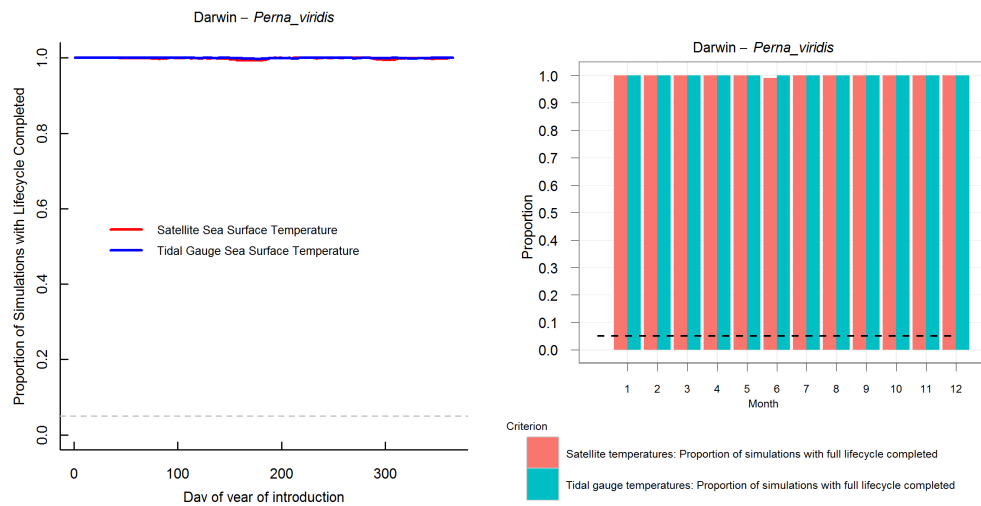 Darwin – Perna_viridis
Proportion of Simulations with Lifecycle Completed
1.0
0.8
0.6
0.4
0.2
0.0
Satellite Sea Surface Temperature
Tidal Gauge Sea Surface Temperature
0 100 200 300
Day of year of introduction
Darwin – Perna_viridis
Proportion
1.0
0.9
0.8
0.7
0.6
0.5
0.4
0.3
0.2
0.1
0.0
1 2 3 4 5 6 7 8 9 10 11 12
Month
Criterion
Satellite temperatures: Proportion of simulations with full lifecycle completed
Tidal gauge temperatures: Proportion of simulations with full lifecycle completed